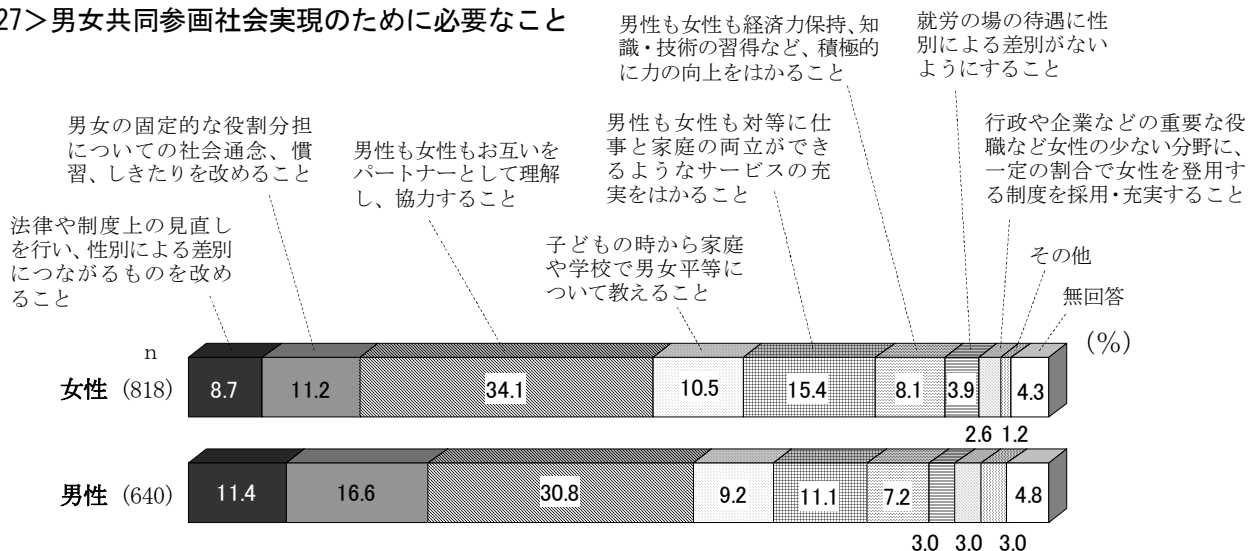 27＞男女共同参画社会実現のために必要なこと
法律や制度上の見直し
を行い、性別による差別
につながるものを改め
ること
男女の固定的な役割分担
についての社会通念、慣
習、しきたりを改めること
男性も女性もお互いを
パートナーとして理解
し、協力すること
子どもの時から家庭
や学校で男女平等に
ついて教えること
男性も女性も対等に仕
事と家庭の両立ができ
るようなサービスの充
実をはかること
男性も女性も経済力保持、知
識・技術の習得など、積極的
に力の向上をはかること
就労の場の待遇に性
別による差別がない
ようにすること
行政や企業などの重要な役
職など女性の少ない分野に、
一定の割合で女性を登用す
る制度を採用・充実すること
その他
無回答
(%)
n
女性 (818) 8.7 11.2 34.1 10.5 15.4 8.1 3.9 4.3
2.6 1.2
男性 (640) 11.4 16.6 30.8 9.2 11.1 7.2 4.8
3.0 3.0 3.0